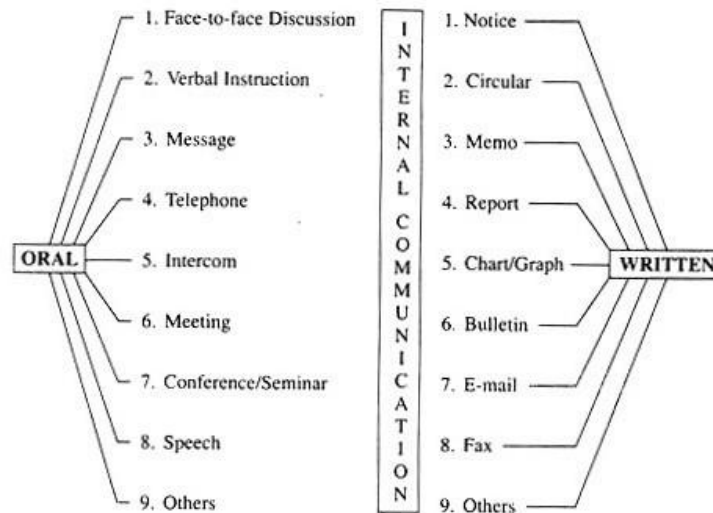 1. Face-to-face Discussion
2. Verbal Instruction
3. Message
4. Telephone
ORAL
5. Intercom
6. Meeting
7. Conference/Seminar
8. Speech
9. Others
INTERNAL COMMUNICATION
1. Notice
2. Circular
3. Memo
4. Report
5. Chart/Graph
WRITTEN
6. Bulletin
7. E-mail
8. Fax
9. Others